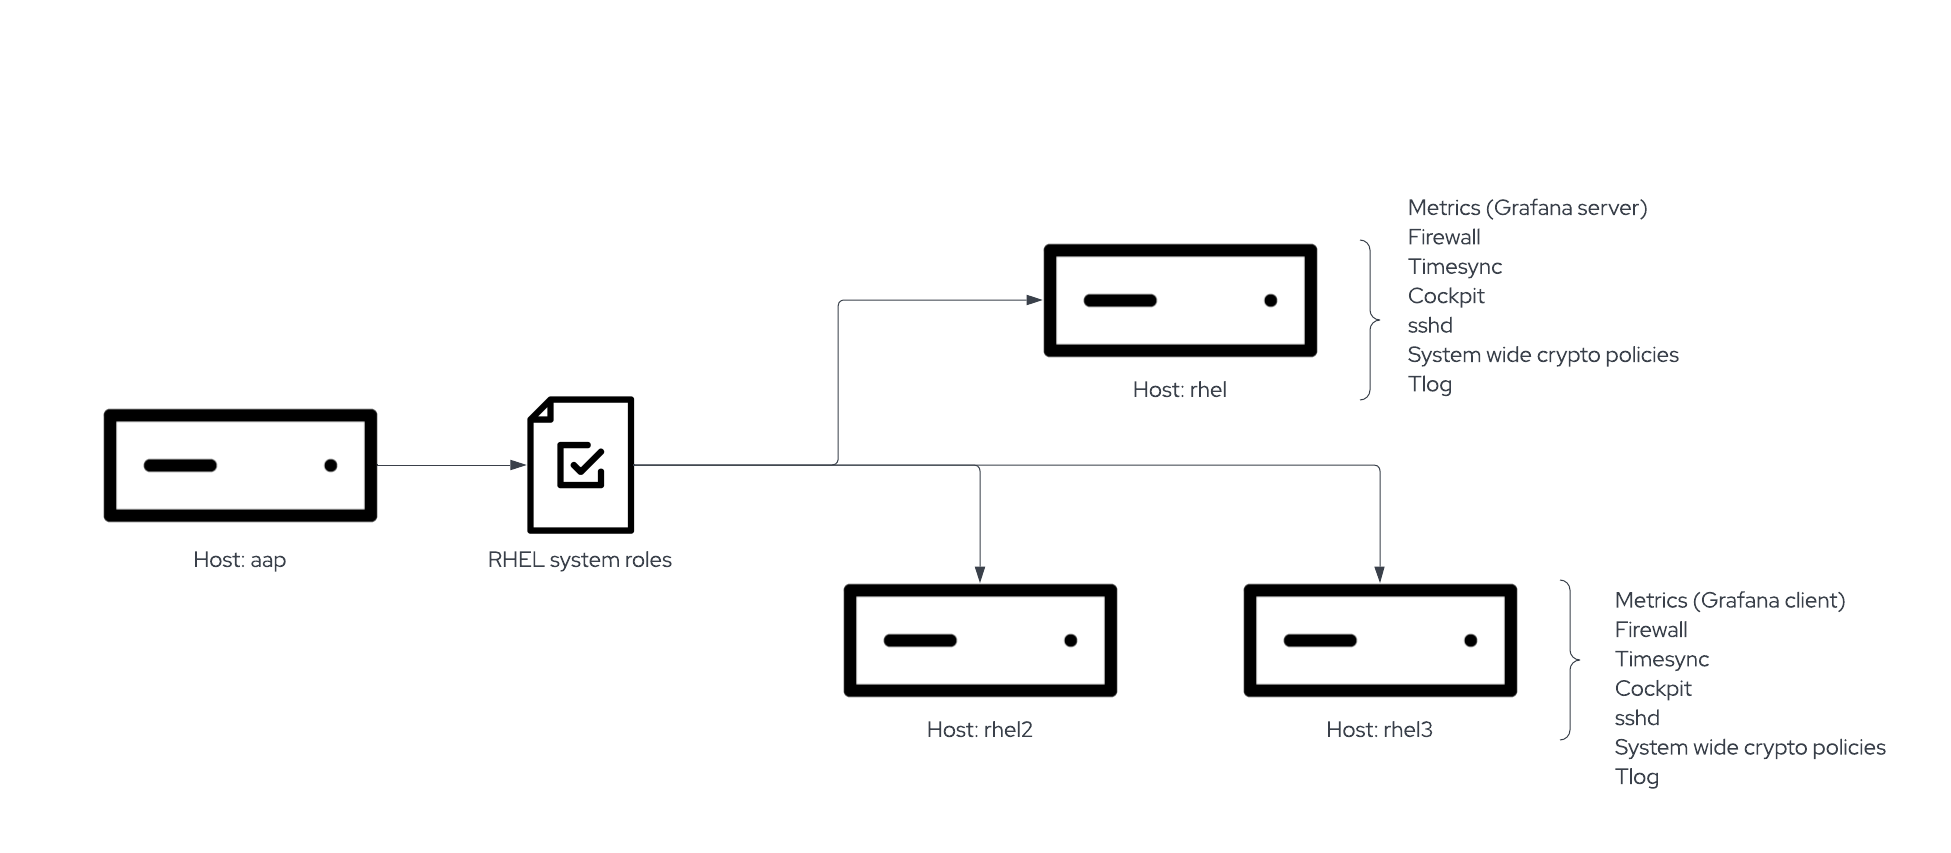 Metrics (Grafana server)
Firewall
Timesync
Cockpit
sshd
System wide crypto policies
Tlog
Host: rhel
Host: aap
RHEL system roles
Host: rhel2
Host: rhel3
Metrics (Grafana client)
Firewall
Timesync
Cockpit
sshd
System wide crypto policies
Tlog